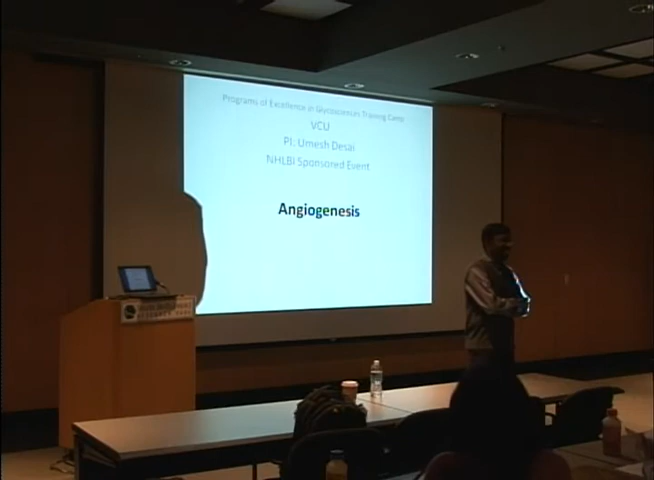 Programs of Excellence in Glycosciences Training Camp
VCU
PI. Umesh Desai
NHLBI Sponsored Event
Angiogenesis